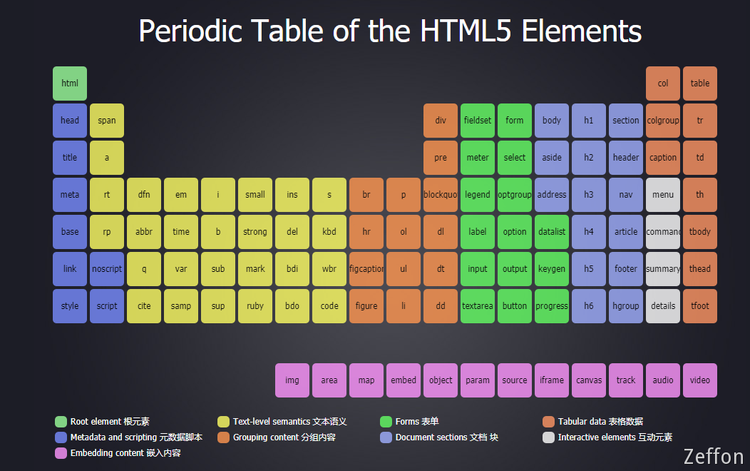 Periodic Table of the HTML5 Elements
html col table
head span div fieldset form body h1 section colgroup tr
title a pre meter select aside h2 header caption td
meta rt dfn em i small ins s br p blockquo legend optgroup address h3 nav menu th
base rp abbr time b strong del kbd hr ol dl label option datalist h4 article command tbody
link noscript q var sub mark bdi wbr figcaption ul dt input output keygen h5 footer summary thead
style script cite samp sup ruby bdo code figure li dd textarea button progress h6 hgroup details tfoot
img area map embed object param source iframe canvas track audio video
Root element 根元素 Text-level semantics 文本语义 Forms 表单 Tabular data 表格数据
Metadata and scripting 元数据脚本 Grouping content 分组内容 Document sections 文档 块 Interactive elements 互动元素
Embedding content 嵌入内容
Zeffon